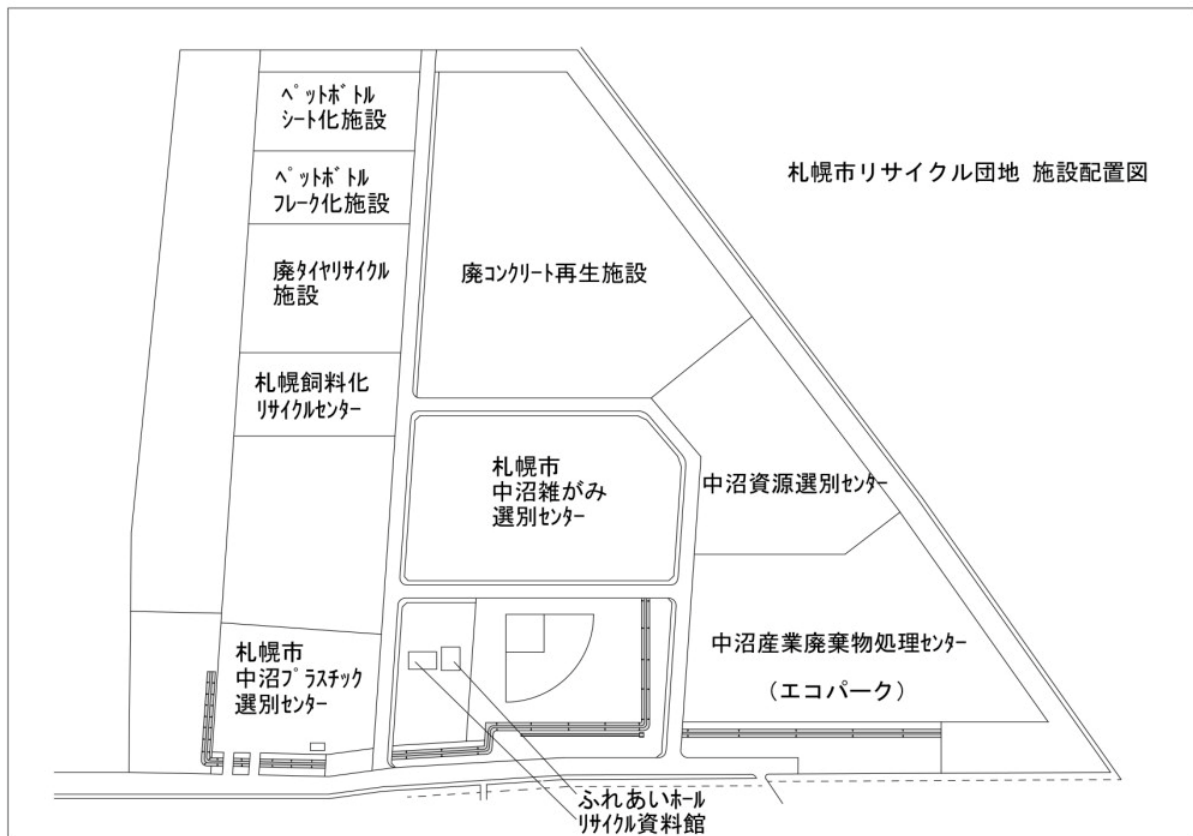 札幌市リサイクル団地 施設配置図
ﾍﾟｯﾄﾎﾞﾄﾙ
ｼｰﾄ化施設
ﾍﾟｯﾄﾎﾞﾄﾙ
ﾌﾚｰｸ化施設
廃ﾀｲﾔﾘｻｲｸﾙ
施設
廃ｺﾝｸﾘｰﾄ再生施設
札幌飼料化
ﾘｻｲｸﾙｾﾝﾀｰ
札幌市
中沼雑がみ
選別ｾﾝﾀｰ
中沼資源選別ｾﾝﾀｰ
札幌市
中沼ﾌﾟﾗｽﾁｯｸ
選別ｾﾝﾀｰ
中沼産業廃棄物処理ｾﾝﾀｰ
（エコパーク）
ふれあいﾎｰﾙ
ﾘｻｲｸﾙ資料館